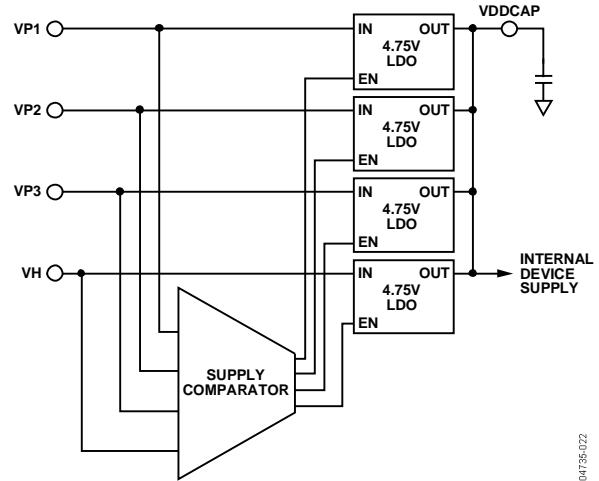 VDDCAP
VP1
IN OUT
4.75V
LDO
EN
VP2
IN OUT
4.75V
LDO
EN
VP3
IN OUT
4.75V
LDO
EN
VH
IN OUT
4.75V
LDO
EN
INTERNAL
DEVICE
SUPPLY
SUPPLY
COMPARATOR
04735-022